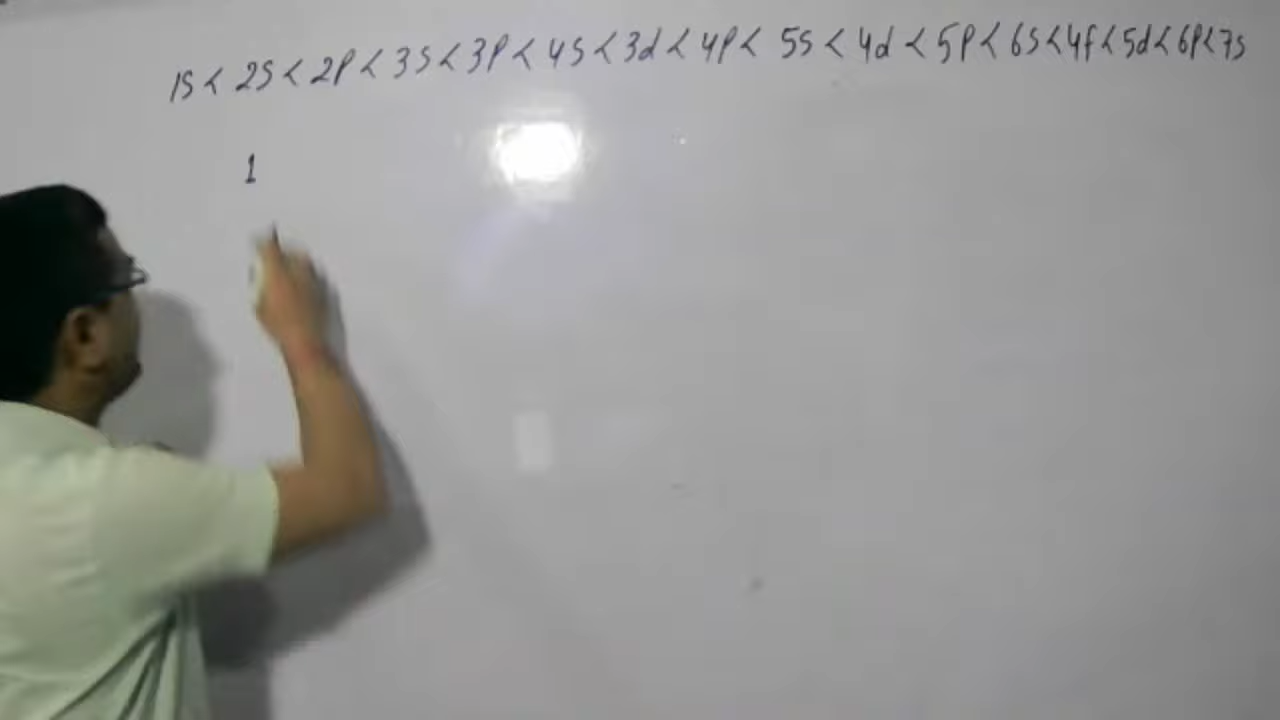 1s < 2s < 2p < 3s < 3p < 4s < 3d < 4p < 5s < 4d < 5p < 6s < 4f < 5d < 6p < 7s
1